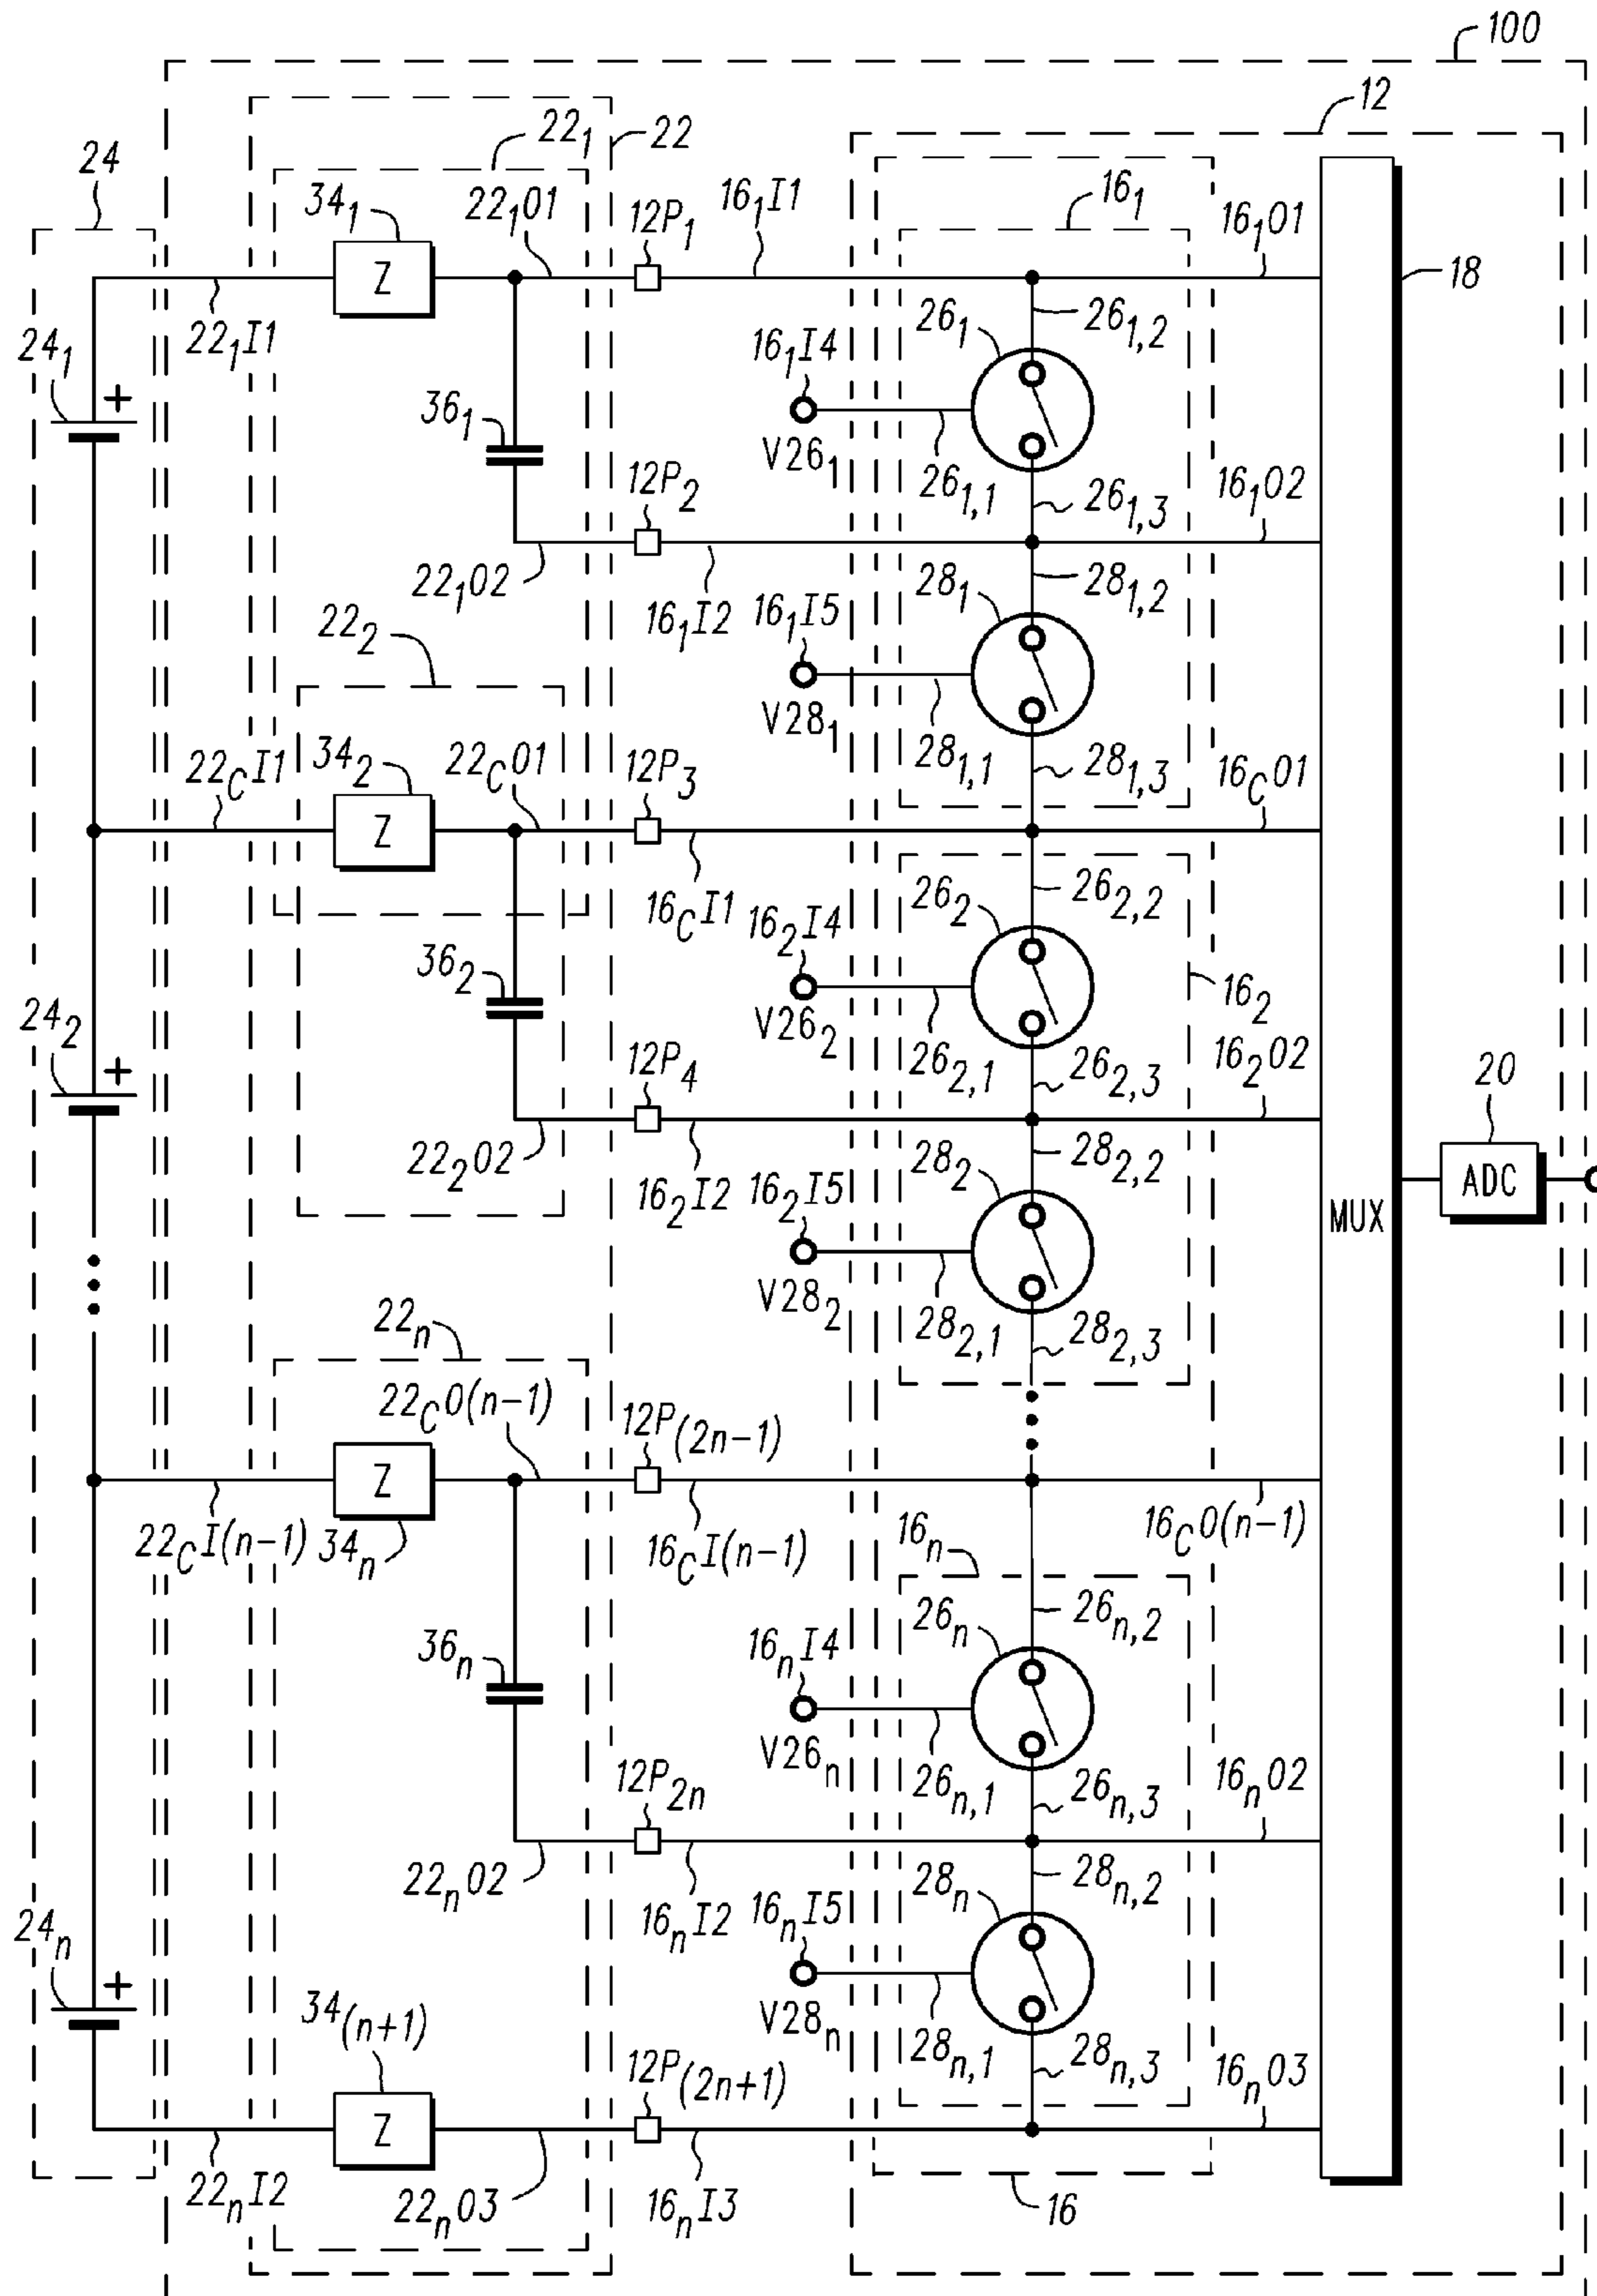 100
12
22₁
22
24
34₁
22₁01
12P₁
16₁I1
16₁
16₁01
18
Z
22₁I1
24₁
+
36₁
16₁I4
V26₁
26₁
26₁,₂
26₁,₁
26₁,₃
12P₂
16₁02
22₁02
16₁I2
22₂
16₁I5
V28₁
28₁
28₁,₂
28₁,₁
28₁,₃
22CI1
34₂
22C01
12P₃
16C01
Z
16CI1
16₂I4
V26₂
26₂
26₂,₂
26₂,₁
26₂,₃
16₂
36₂
24₂
+
12P₄
16₂02
20
ADC
MUX
22₂02
16₂I2
16₂I5
V28₂
28₂
28₂,₂
28₂,₁
28₂,₃
22ₙ
22C0(n-1)
12P(2n-1)
Z
22CI(n-1)
34ₙ
16CI(n-1)
16ₙ
16C0(n-1)
36ₙ
16ₙI4
V26ₙ
26ₙ
26ₙ,₂
26ₙ,₁
26ₙ,₃
12P₂ₙ
16ₙ02
22ₙ02
16ₙI2
16ₙI5
V28ₙ
28ₙ
28ₙ,₂
28ₙ,₁
28ₙ,₃
24ₙ
+
34(n+1)
12P(2n+1)
16ₙ03
Z
22ₙI2
22ₙ03
16ₙI3
16